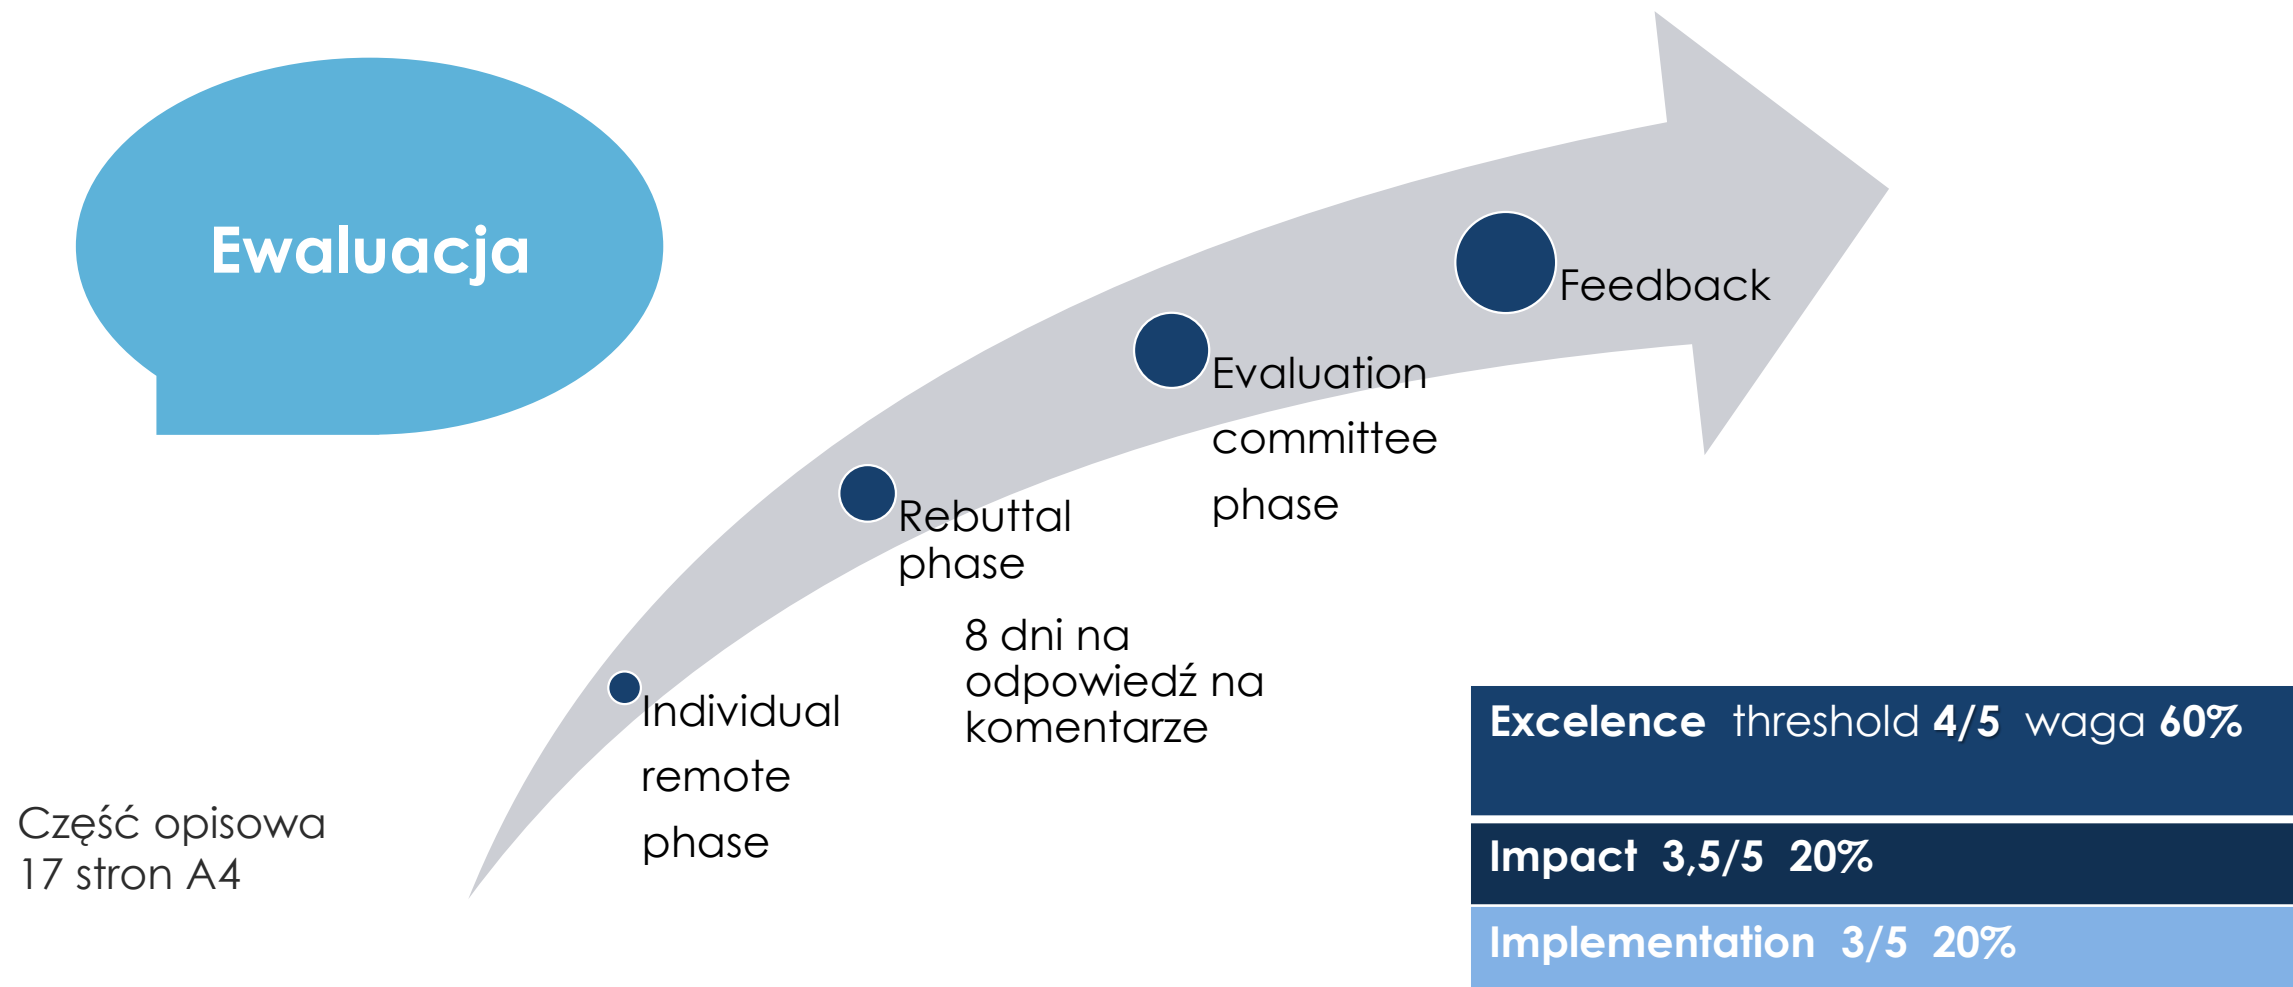 Ewaluacja
Feedback
Evaluation
committee
phase
Rebuttal
phase
8 dni na
odpowiedź na
komentarze
Individual
remote
phase
Część opisowa
17 stron A4
Excelence threshold 4/5 waga 60%
Impact 3,5/5 20%
Implementation 3/5 20%